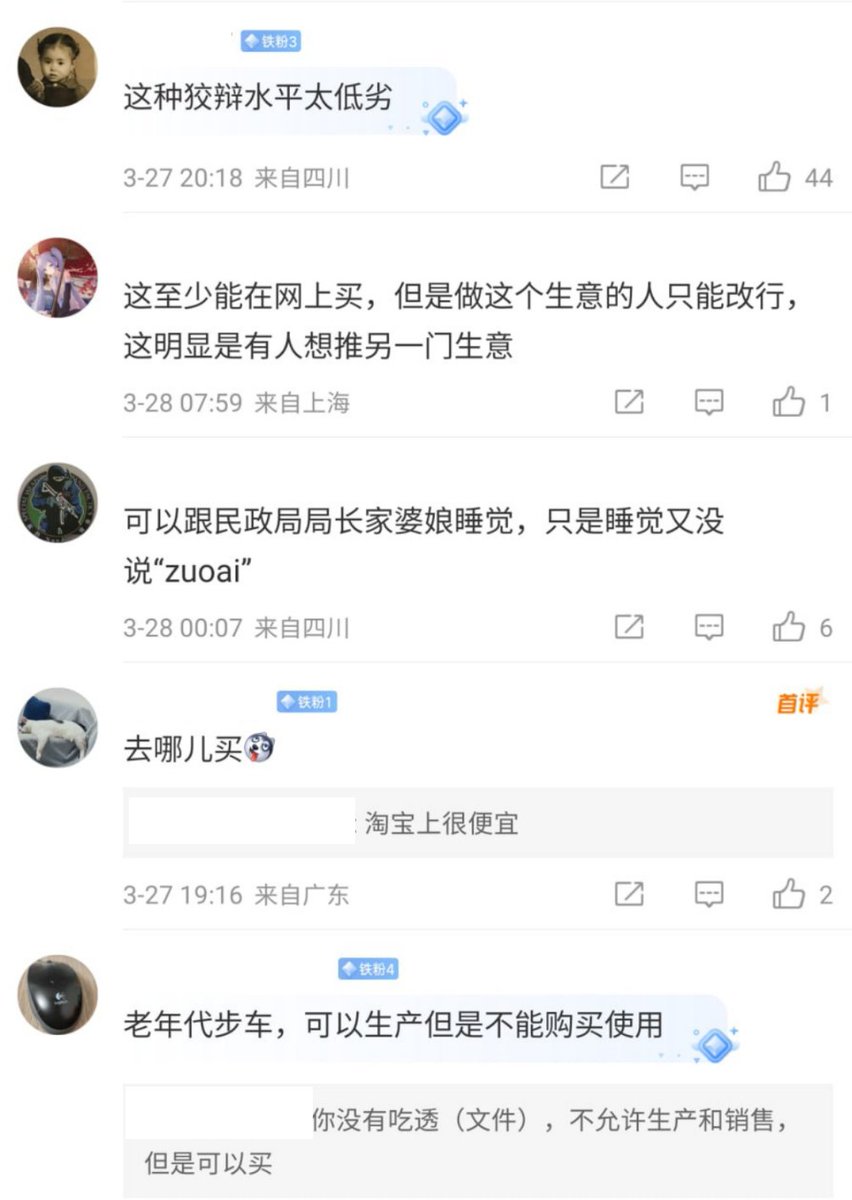 铁粉3
这种狡辩水平太低劣
3-27 20:18 来自四川
44
这至少能在网上买，但是做这个生意的人只能改行，
这明显是有人想推另一门生意
3-28 07:59 来自上海
1
可以跟民政局局长家婆娘睡觉，只是睡觉又没
说“zuoai”
3-28 00:07 来自四川
6
铁粉1
首评
去哪儿买
: 淘宝上很便宜
3-27 19:16 来自广东
2
铁粉4
老年代步车，可以生产但是不能购买使用
你没有吃透（文件），不允许生产和销售，
但是可以买